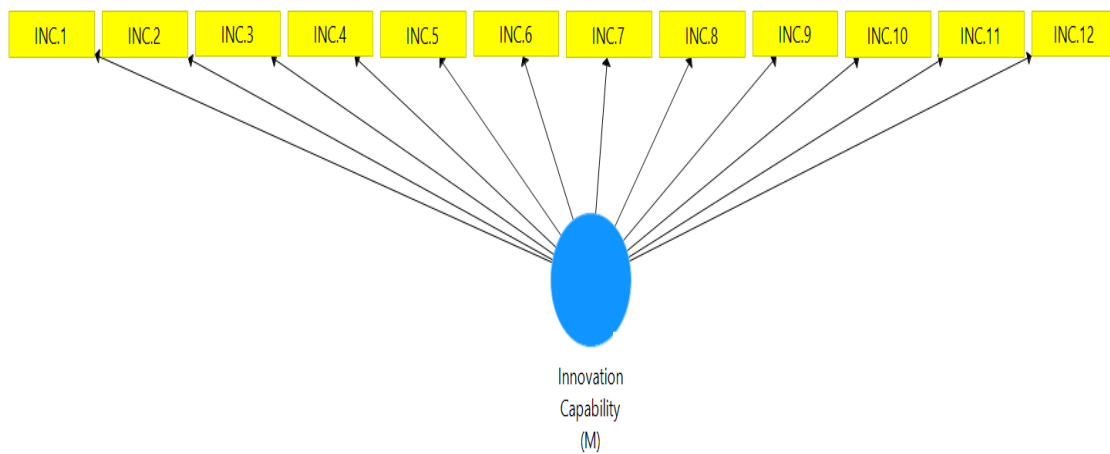 INC.1 INC.2 INC.3 INC.4 INC.5 INC.6 INC.7 INC.8 INC.9 INC.10 INC.11 INC.12
Innovation
Capability
(M)